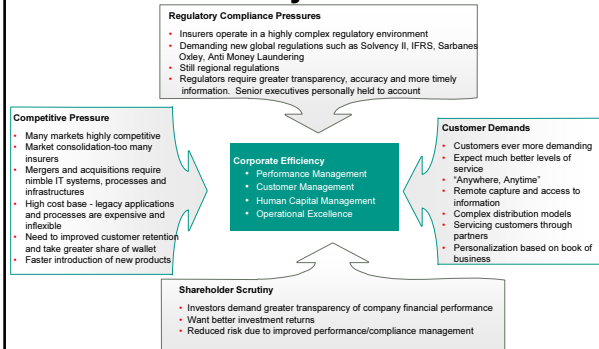 Regulatory Compliance Pressures
• Insurers operate in a highly complex regulatory environment
• Demanding new global regulations such as Solvency II, IFRS, Sarbanes
Oxley, Anti Money Laundering
• Still regional regulations
• Regulators require greater transparency, accuracy and more timely
information. Senior executives personally held to account
Competitive Pressure
• Many markets highly competitive
• Market consolidation-too many
insurers
• Mergers and acquisitions require
nimble IT systems, processes and
infrastructures
• High cost base - legacy applications
and processes are expensive and
inflexible
• Need to improved customer retention
and take greater share of wallet
• Faster introduction of new products
Corporate Efficiency
• Performance Management
• Customer Management
• Human Capital Management
• Operational Excellence
Customer Demands
• Customers ever more demanding
• Expect much better levels of
service
• “Anywhere, Anytime”
• Remote capture and access to
information
• Complex distribution models
• Servicing customers through
partners
• Personalization based on book of
business
Shareholder Scrutiny
• Investors demand greater transparency of company financial performance
• Want better investment returns
• Reduced risk due to improved performance/compliance management